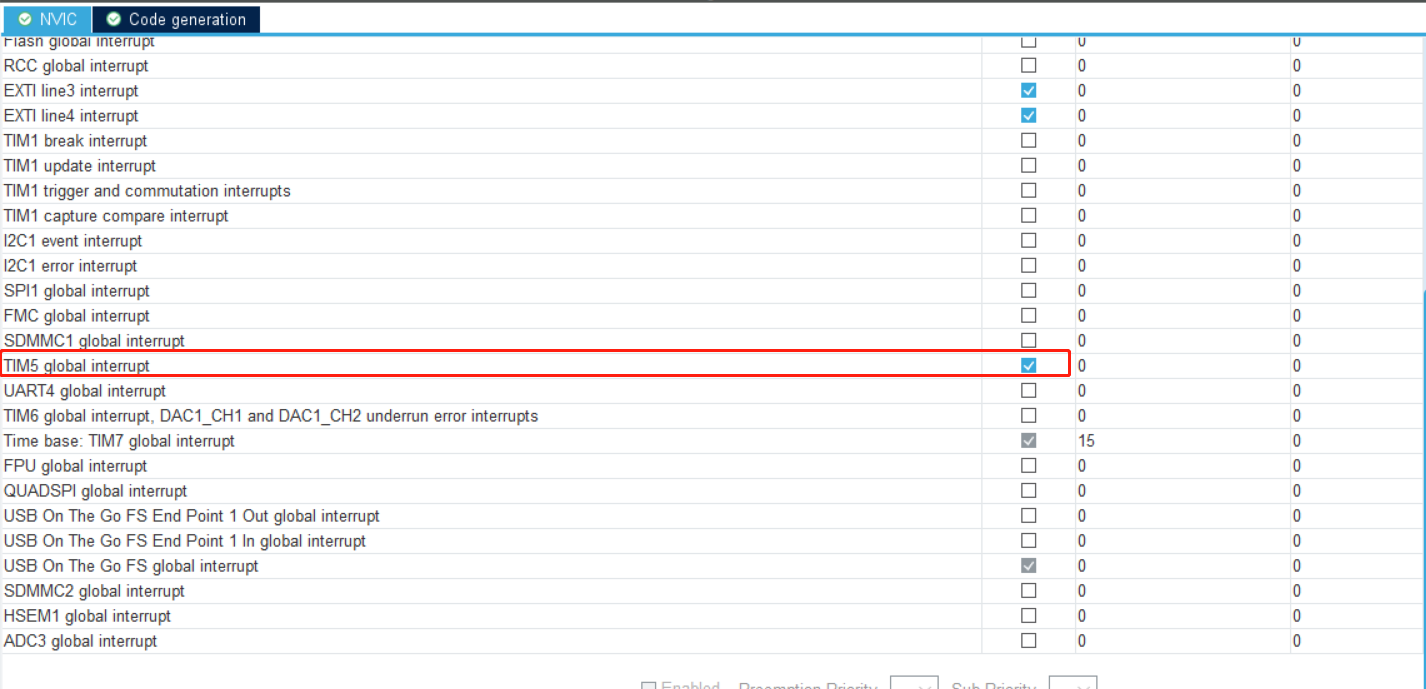 NVIC Code generation
Flash global interrupt 0 0
RCC global interrupt 0 0
EXTI line3 interrupt 0 0
EXTI line4 interrupt 0 0
TIM1 break interrupt 0 0
TIM1 update interrupt 0 0
TIM1 trigger and commutation interrupts 0 0
TIM1 capture compare interrupt 0 0
I2C1 event interrupt 0 0
I2C1 error interrupt 0 0
SPI1 global interrupt 0 0
FMC global interrupt 0 0
SDMMC1 global interrupt 0 0
TIM5 global interrupt 0 0
UART4 global interrupt 0 0
TIM6 global interrupt, DAC1_CH1 and DAC1_CH2 underrun error interrupts 0 0
Time base: TIM7 global interrupt 15 0
FPU global interrupt 0 0
QUADSPI global interrupt 0 0
USB On The Go FS End Point 1 Out global interrupt 0 0
USB On The Go FS End Point 1 In global interrupt 0 0
USB On The Go FS global interrupt 0 0
SDMMC2 global interrupt 0 0
HSEM1 global interrupt 0 0
ADC3 global interrupt 0 0
Enabled Preemption Priority Sub Priority